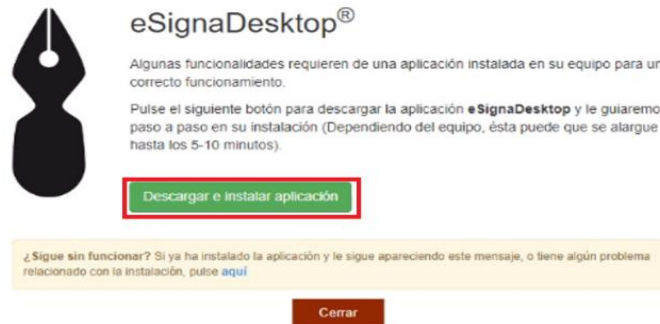 eSignaDesktop®
Algunas funcionalidades requieren de una aplicación instalada en su equipo para un
correcto funcionamiento.
Pulse el siguiente botón para descargar la aplicación eSignaDesktop y le guiaremo
paso a paso en su instalación (Dependiendo del equipo, ésta puede que se alargue
hasta los 5-10 minutos).
Descargar e instalar aplicación
¿Sigue sin funcionar? Si ya ha instalado la aplicación y le sigue apareciendo este mensaje, o tiene algún problema
relacionado con la instalación, pulse aquí
Cerrar